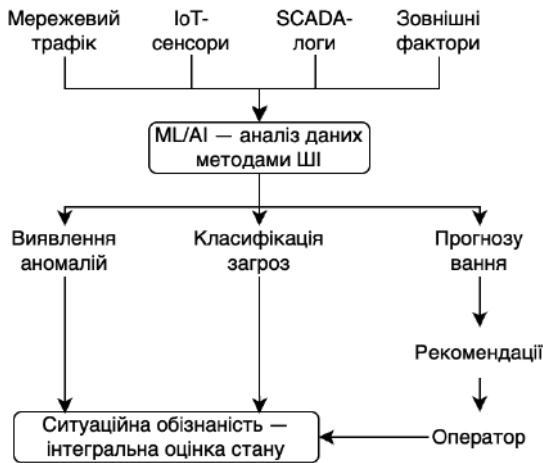 Мережевий
трафік
IoT-
сенсори
SCADA-
логи
Зовнішні
фактори
ML/AI — аналіз даних
методами ШІ
Виявлення
аномалій
Класифікація
загроз
Прогнозу
вання
Рекомендації
Оператор
Ситуаційна обізнаність —
інтегральна оцінка стану